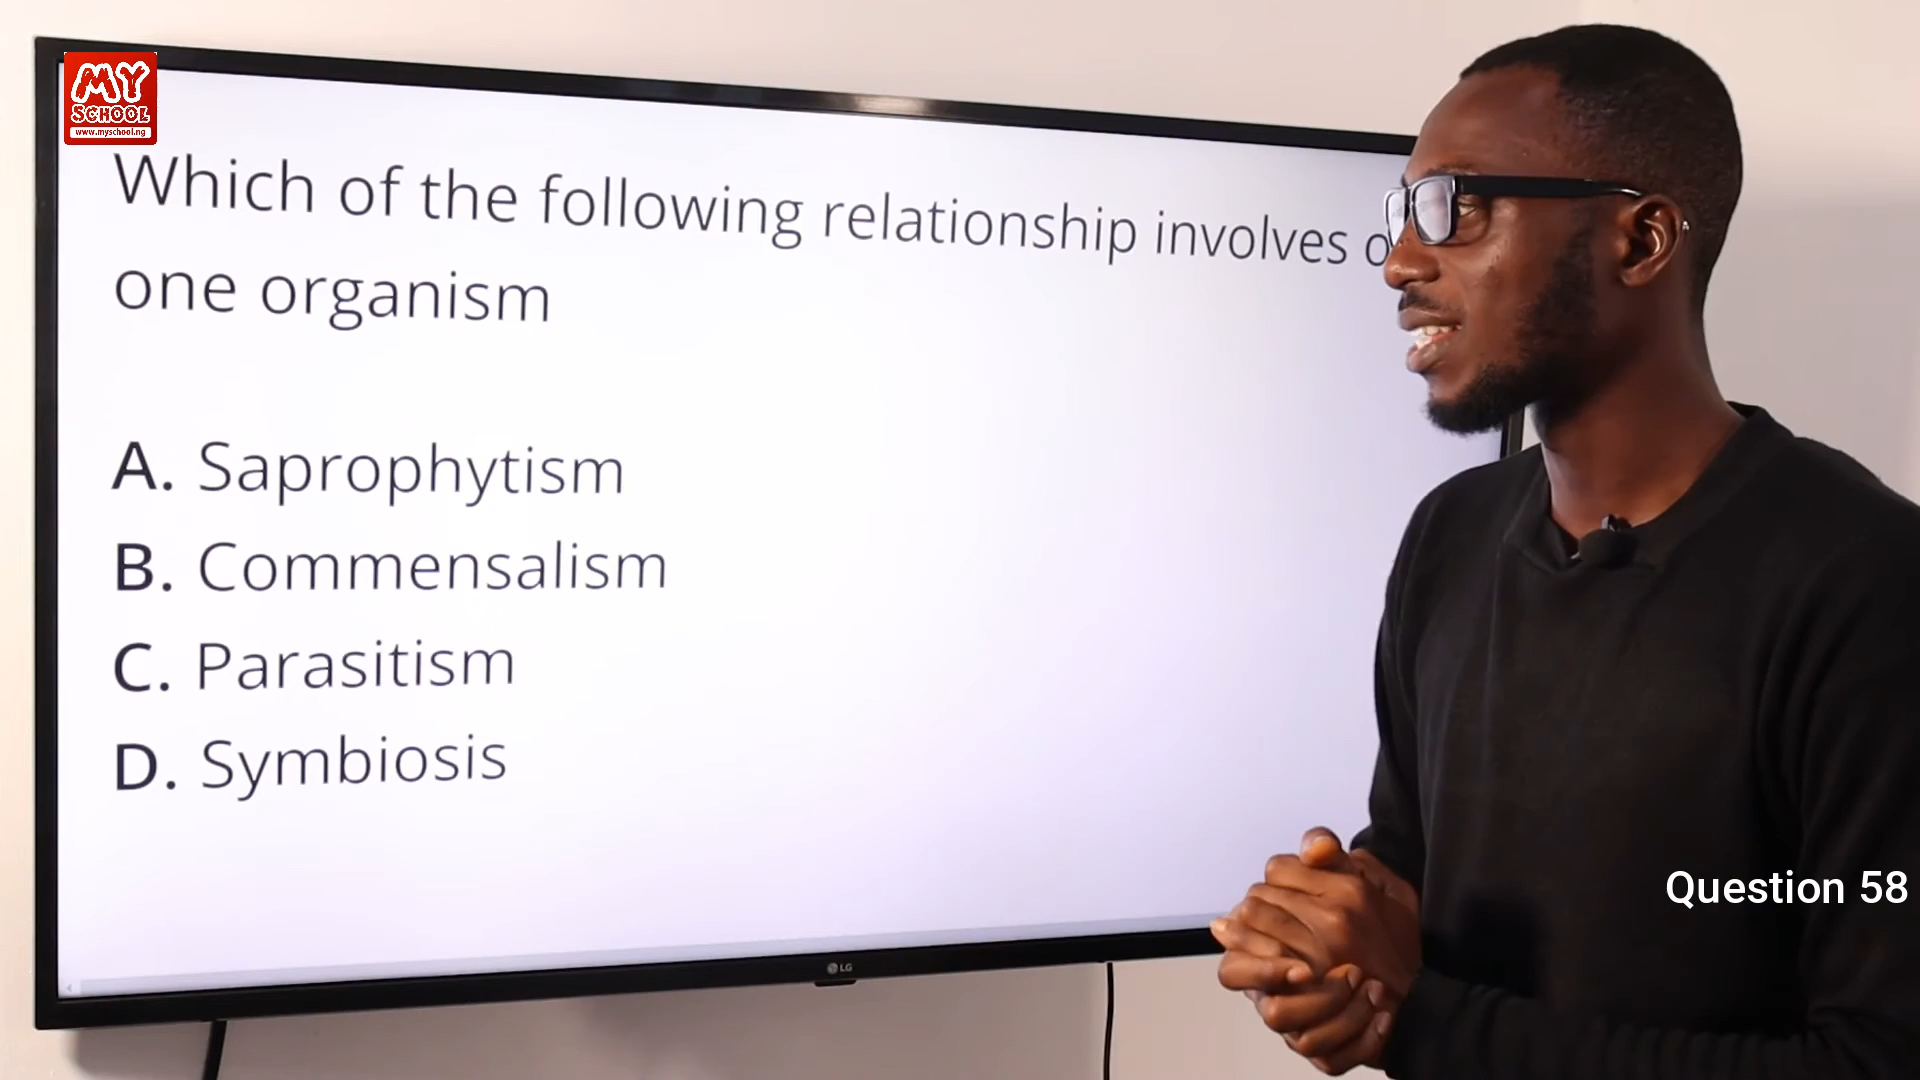 MY
SCHOOL
www.myschool.ng
Which of the following relationship involves
one organism
A. Saprophytism
B. Commensalism
C. Parasitism
D. Symbiosis
Question 58
LG